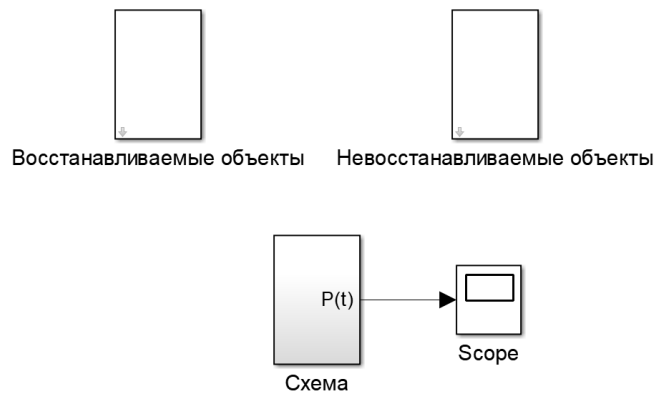 Восстанавливаемые объекты
Невосстанавливаемые объекты
P(t)
Scope
Схема